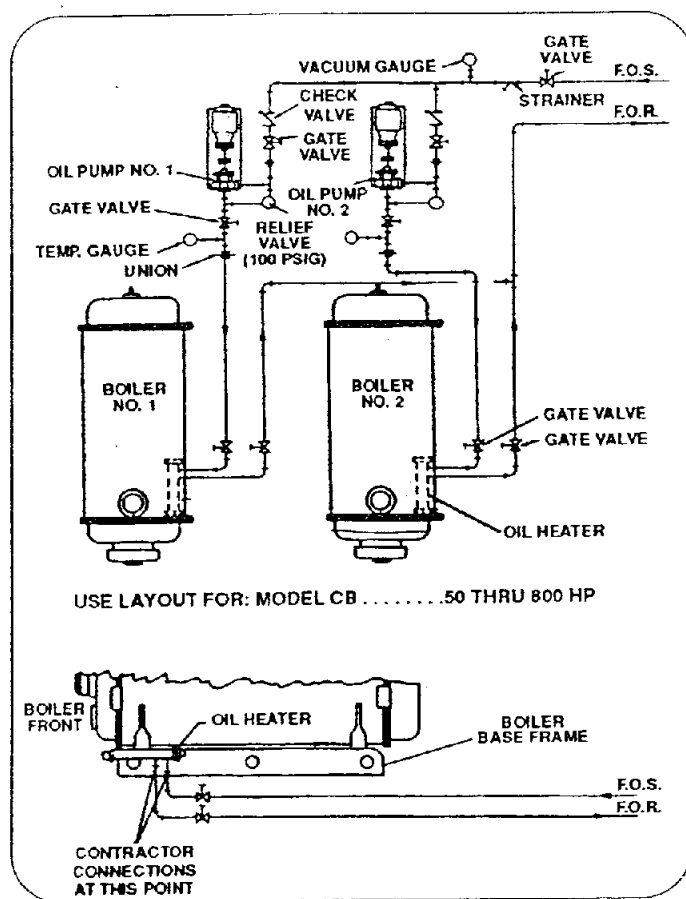 GATE
VALVE
VACUUM GAUGE
F.O.S.
STRAINER
CHECK
VALVE
F.O.R.
GATE
VALVE
OIL PUMP NO. 1
OIL PUMP
NO. 2
GATE VALVE
RELIEF
VALVE
(100 PSIG)
TEMP. GAUGE
UNION
BOILER
NO. 1
BOILER
NO. 2
GATE VALVE
GATE VALVE
OIL HEATER
USE LAYOUT FOR: MODEL CB . . . . . . . . 50 THRU 800 HP
BOILER
FRONT
OIL HEATER
BOILER
BASE FRAME
F.O.S.
F.O.R.
CONTRACTOR
CONNECTIONS
AT THIS POINT